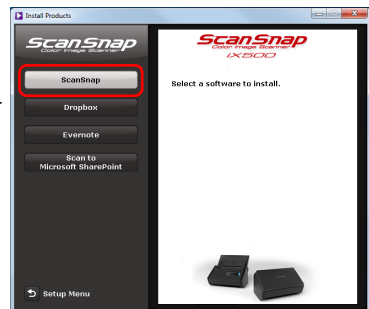 Install Products
ScanSnap
Color Image Scanner
ScanSnap
Color Image Scanner
iX500
ScanSnap
Select a software to install.
Dropbox
Evernote
Scan to
Microsoft SharePoint
Setup Menu